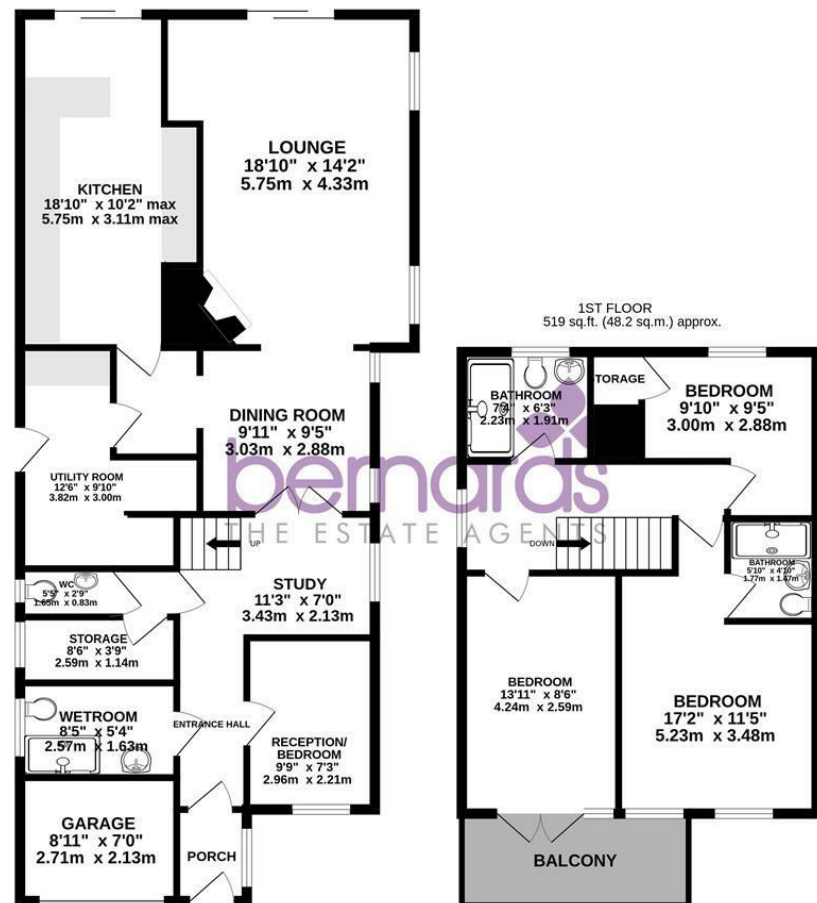 LOUNGE
18'10" x 14'2"
5.75m x 4.33m
KITCHEN
18'10" x 10'2" max
5.75m x 3.11m max
DINING ROOM
9'11" x 9'5"
3.03m x 2.88m
UTILITY ROOM
12'6" x 9'10"
3.82m x 3.00m
UP
WC
5'5" x 2'9"
1.65m x 0.83m
STUDY
11'3" x 7'0"
3.43m x 2.13m
STORAGE
8'6" x 3'9"
2.59m x 1.14m
WETROOM
8'5" x 5'4"
2.57m x 1.63m
ENTRANCE HALL
RECEPTION/
BEDROOM
9'9" x 7'3"
2.96m x 2.21m
GARAGE
8'11" x 7'0"
2.71m x 2.13m
PORCH
1ST FLOOR
519 sq.ft. (48.2 sq.m.) approx.
BATHROOM
7'4" x 6'3"
2.23m x 1.91m
TORAGE
BEDROOM
9'10" x 9'5"
3.00m x 2.88m
DOWN
BATHROOM
5'10" x 4'10"
1.77m x 1.47m
BEDROOM
13'11" x 8'6"
4.24m x 2.59m
BEDROOM
17'2" x 11'5"
5.23m x 3.48m
BALCONY
bernards
THE ESTATE AGENTS